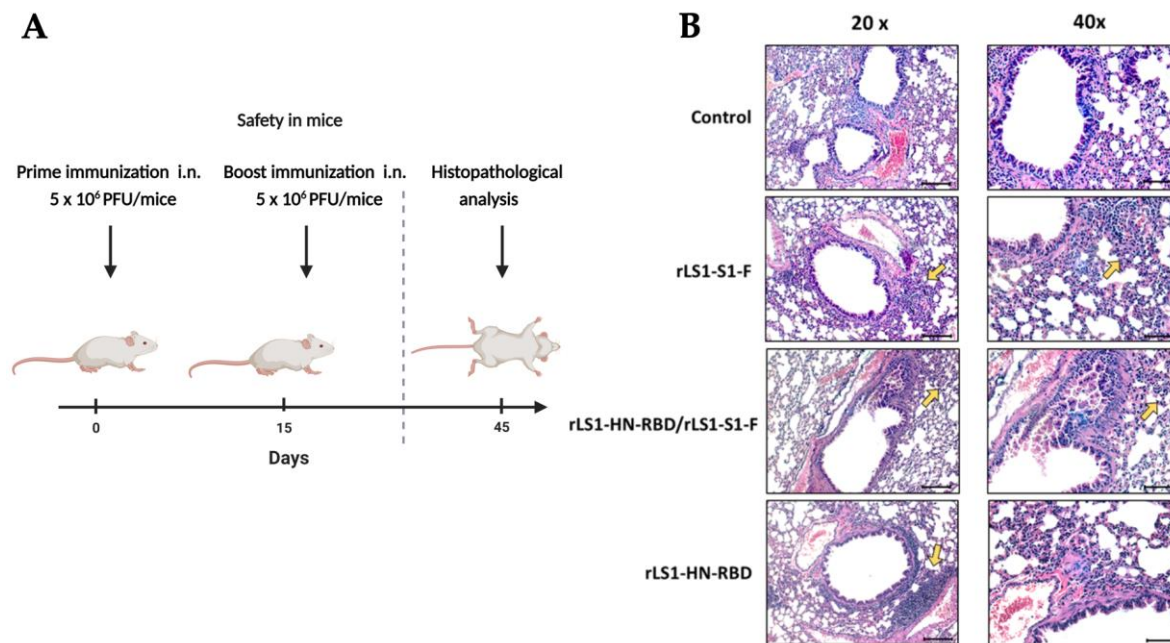 A
Safety in mice
Prime immunization i.n.
5 x 10⁶ PFU/mice
Boost immunization i.n.
5 x 10⁶ PFU/mice
Histopathological
analysis
0
15
45
Days
B
20 x
40x
Control
rLS1-S1-F
rLS1-HN-RBD/rLS1-S1-F
rLS1-HN-RBD